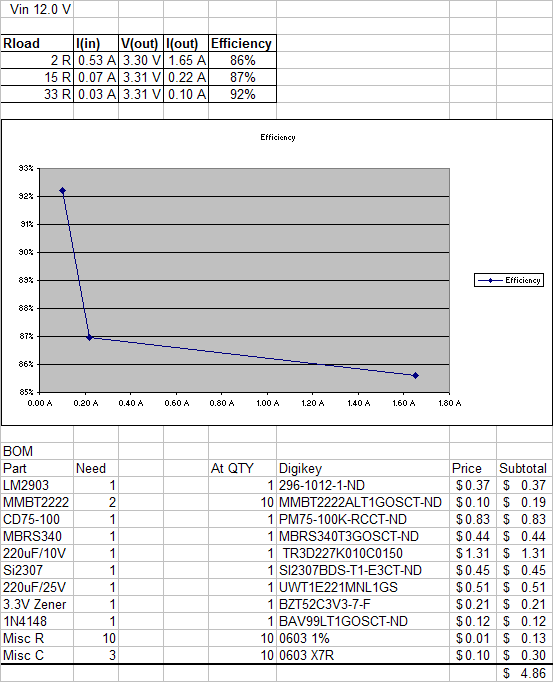 Vin 12.0 V
Rload I(in) V(out) I(out) Efficiency
2 R 0.53 A 3.30 V 1.65 A 86%
15 R 0.07 A 3.31 V 0.22 A 87%
33 R 0.03 A 3.31 V 0.10 A 92%
Efficiency
93%
92%
91%
90%
89%
88%
87%
86%
85%
0.00 A 0.20 A 0.40 A 0.60 A 0.80 A 1.00 A 1.20 A 1.40 A 1.60 A 1.80 A
Efficiency
BOM
Part Need At QTY Digikey Price Subtotal
LM2903 1 1 296-1012-1-ND $0.37 $ 0.37
MMBT2222 2 10 MMBT2222ALT1GOSCT-ND $0.10 $ 0.19
CD75-100 1 1 PM75-100K-RCCT-ND $0.83 $ 0.83
MBRS340 1 1 MBRS340T3GOSCT-ND $0.44 $ 0.44
220uF/10V 1 1 TR3D227K010C0150 $1.31 $ 1.31
Si2307 1 1 SI2307BDS-T1-E3CT-ND $0.45 $ 0.45
220uF/25V 1 1 UWT1E221MNL1GS $0.51 $ 0.51
3.3V Zener 1 1 BZT52C3V3-7-F $0.21 $ 0.21
1N4148 1 1 BAV99LT1GOSCT-ND $0.12 $ 0.12
Misc R 10 10 0603 1% $0.01 $ 0.13
Misc C 3 10 0603 X7R $0.10 $ 0.30
$ 4.86